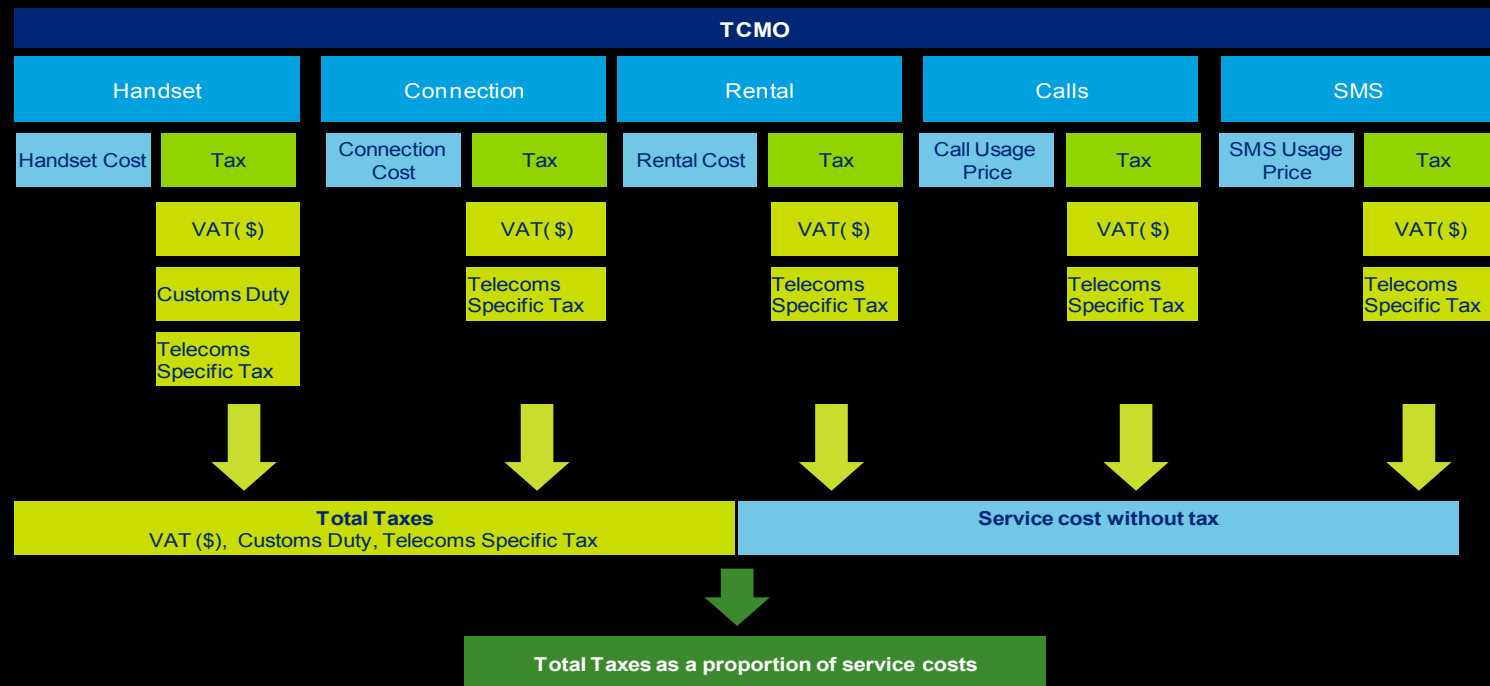 TCMO
Handset
Connection
Rental
Calls
SMS
Handset Cost
Tax
Connection
Cost
Tax
Rental Cost
Tax
Call Usage
Price
Tax
SMS Usage
Price
Tax
VAT( $)
VAT( $)
VAT( $)
VAT( $)
VAT( $)
Customs Duty
Telecoms
Specific Tax
Telecoms
Specific Tax
Telecoms
Specific Tax
Telecoms
Specific Tax
Telecoms
Specific Tax
Total Taxes
VAT ($), Customs Duty, Telecoms Specific Tax
Service cost without tax
Total Taxes as a proportion of service costs